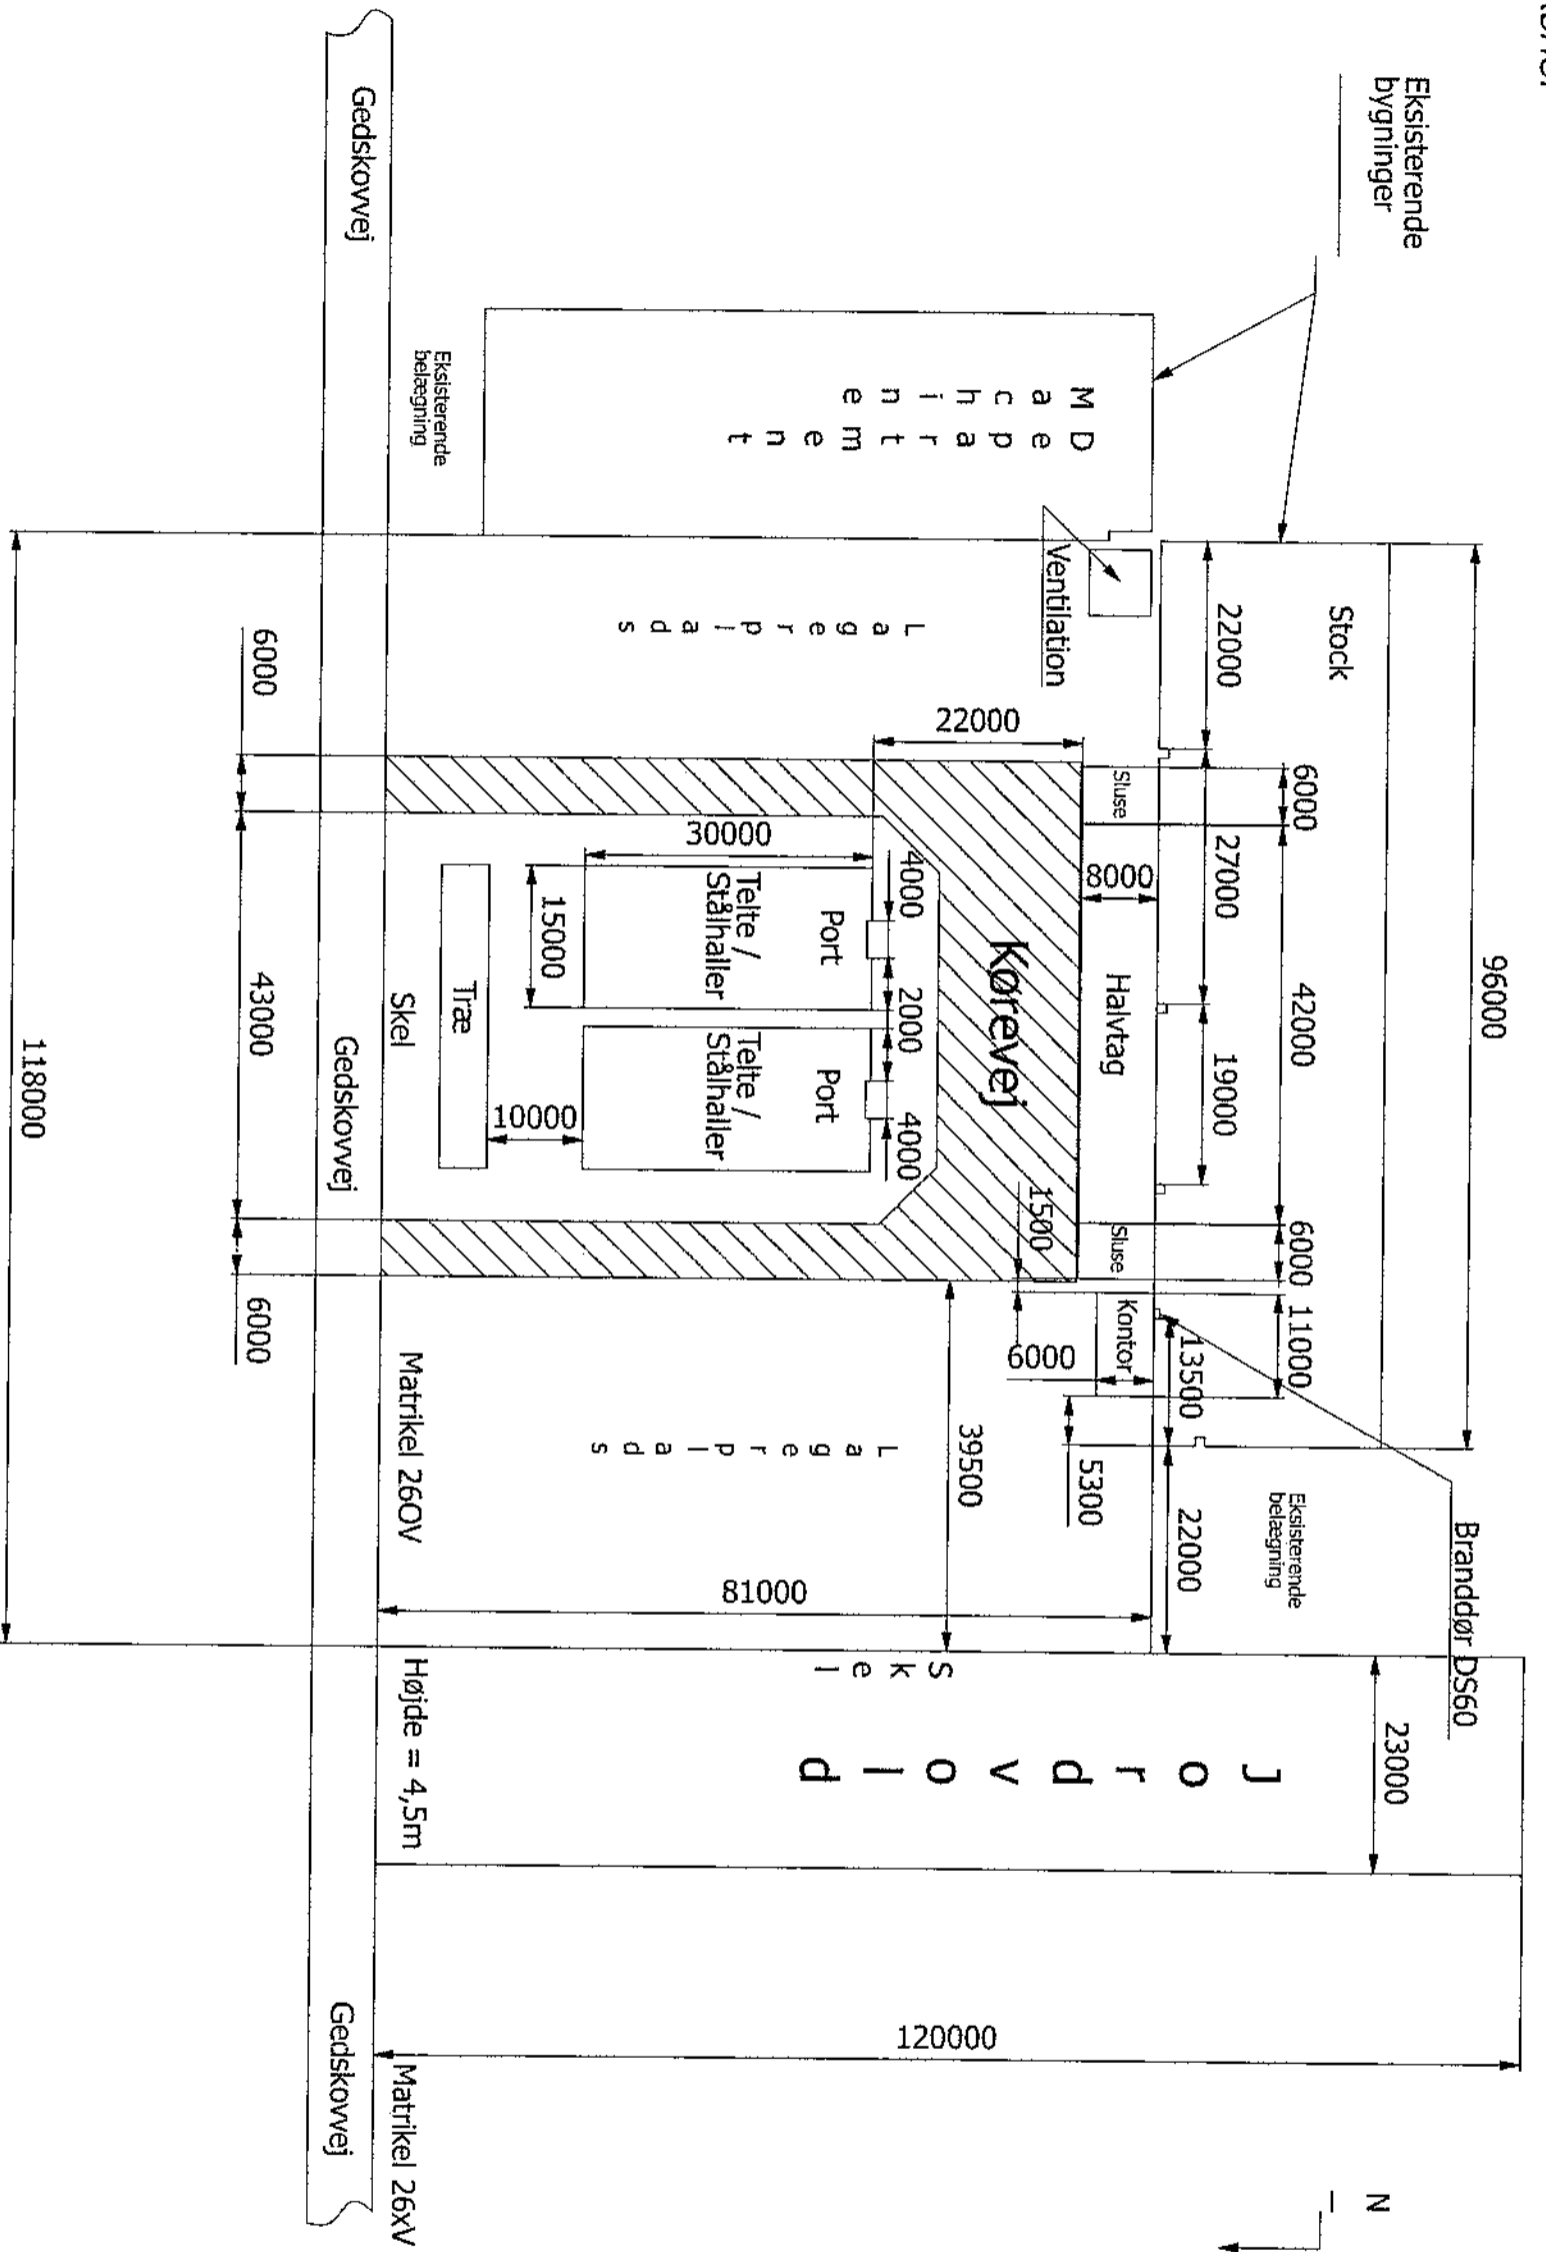 Eksisterende
bygninger
96000
Stock
22000
27000
19000
13500
22000
6000
42000
6000
11000
Eksisterende
belægning
Branddør DS60
23000
Machine
Department
Ventilation
Sluse
8000
Halvtag
Sluse
Kontor
22000
Kørevej
1500
6000
5300
39500
Lagerplads
30000
4000
2000
4000
Port
Port
Telte /
Stålhaller
Telte /
Stålhaller
15000
10000
Træ
Skel
Lagerplads
81000
Skel
Jordvold
120000
Eksisterende
belægning
Matrikel 26OV
Højde = 4,5m
Matrikel 26xV
Gedskovvej
Gedskovvej
Gedskovvej
6000
43000
6000
118000
N